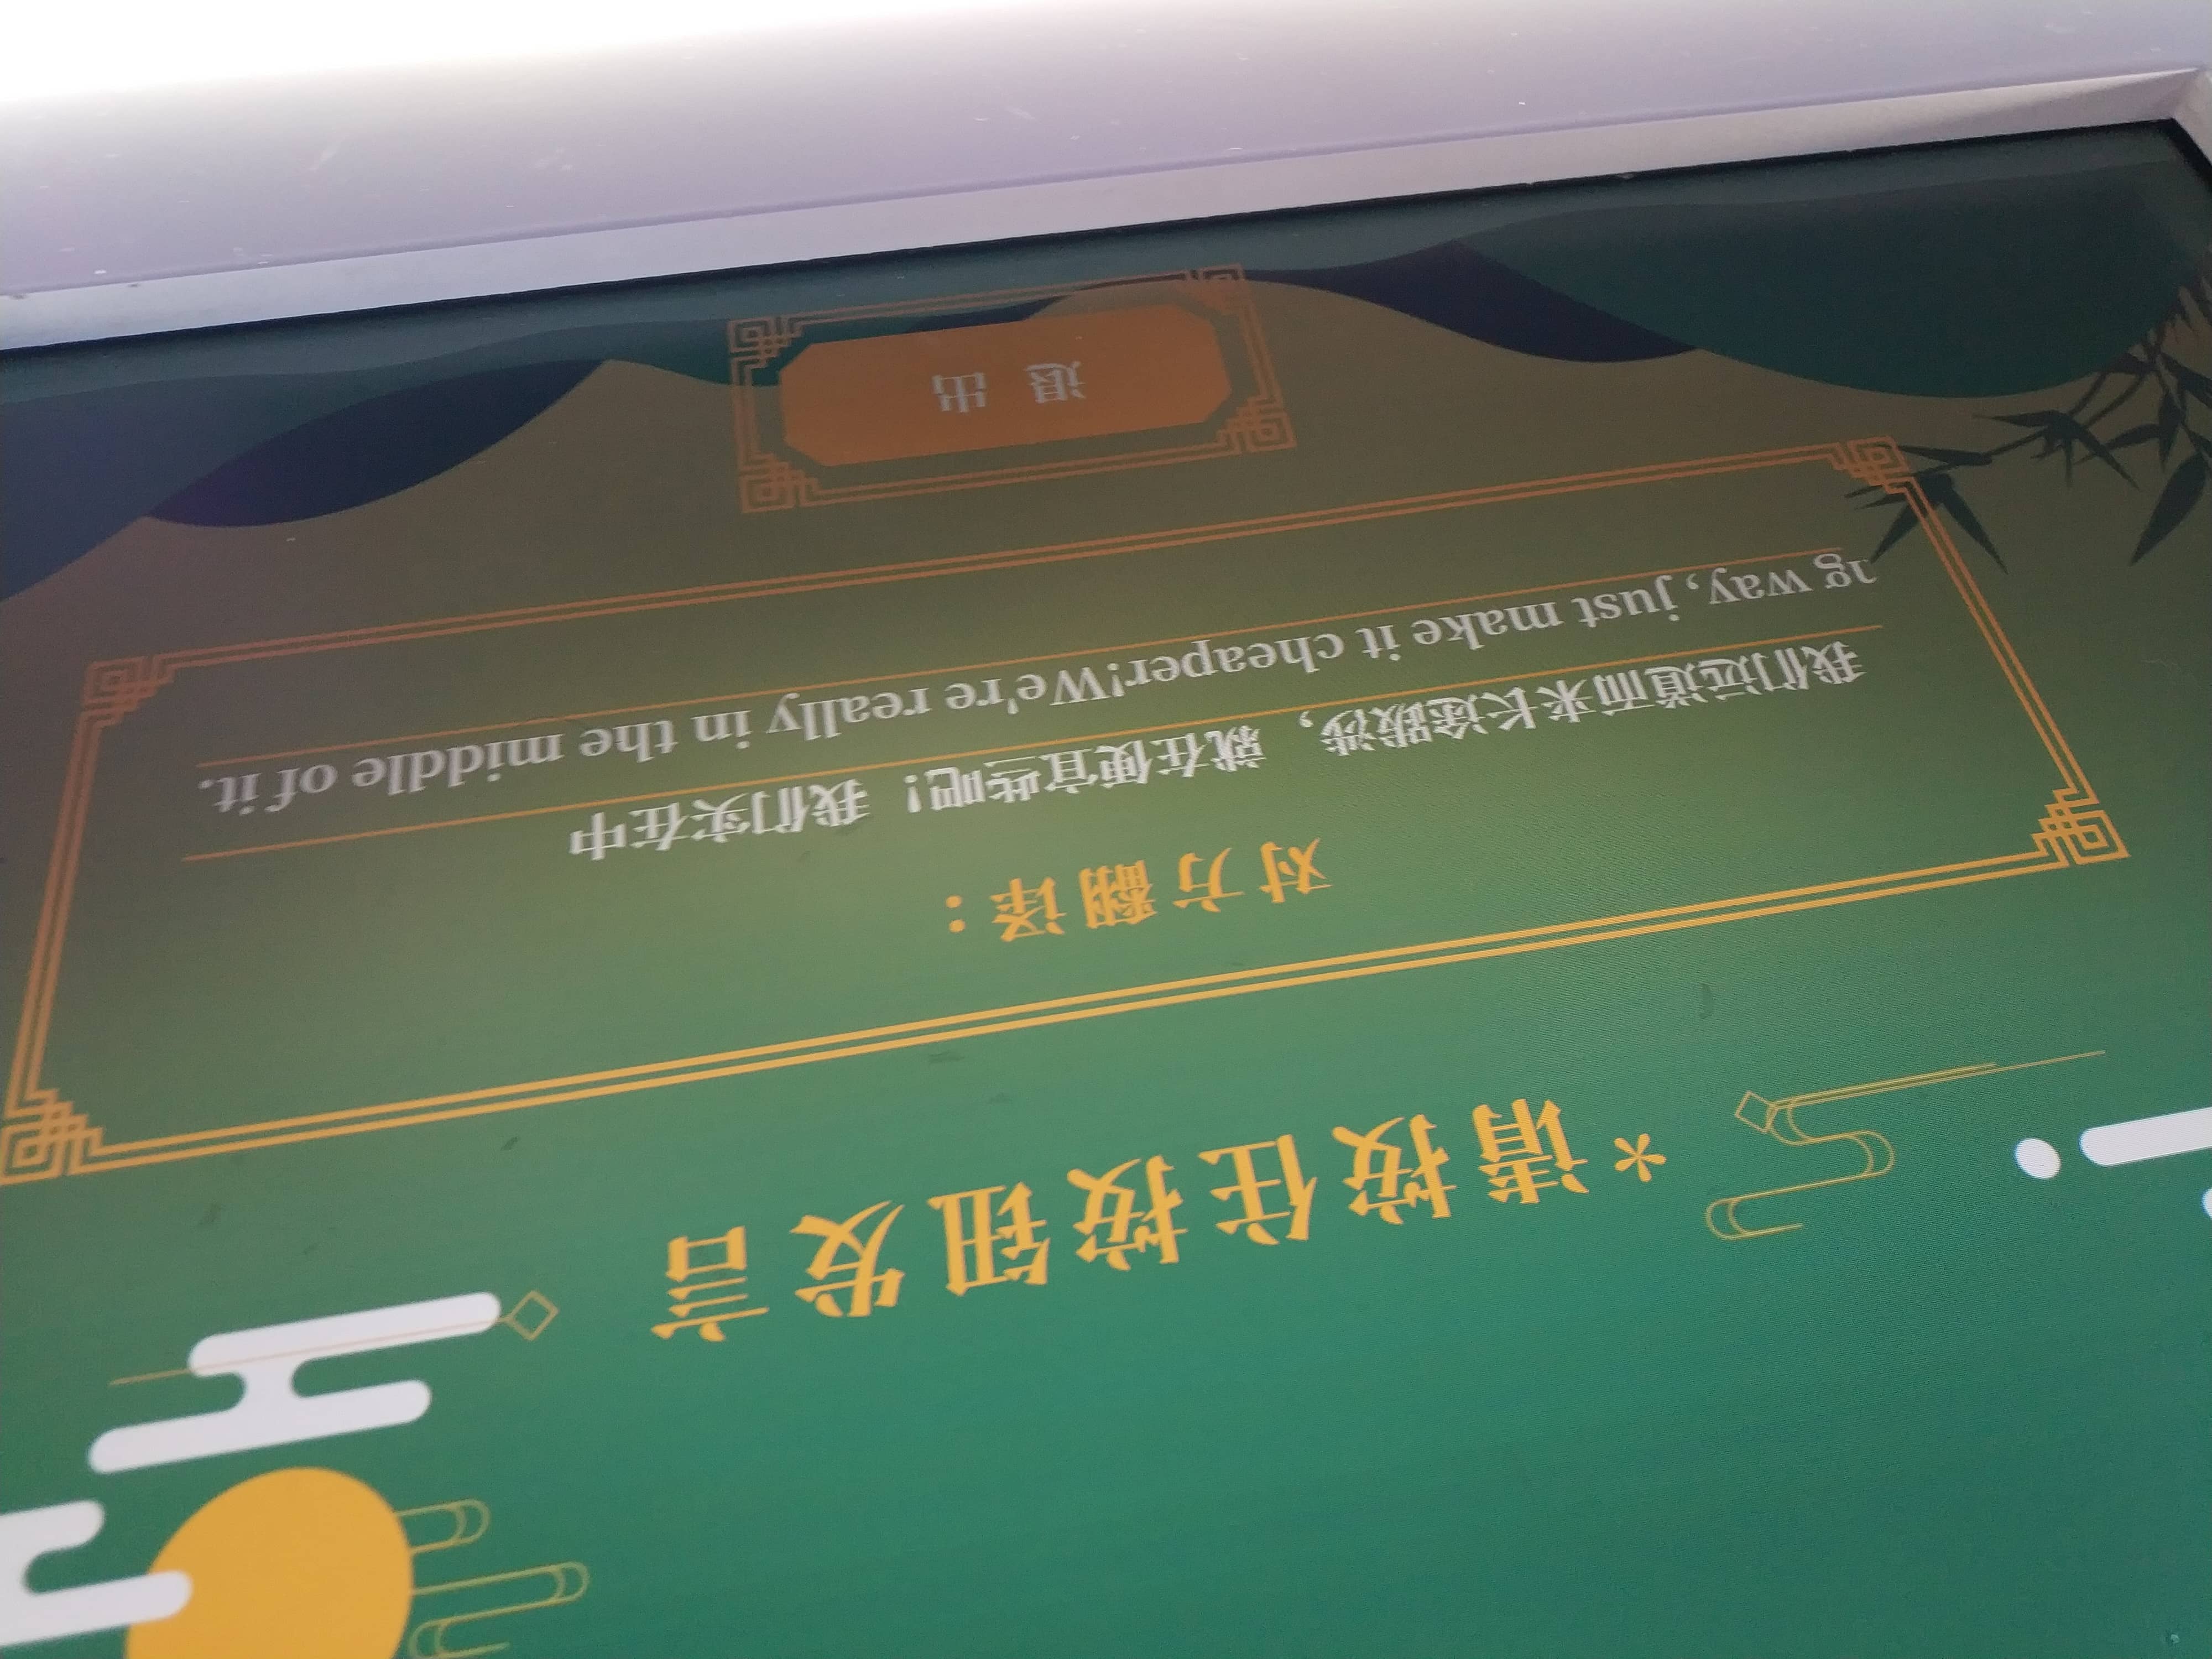 *请按住按钮发言
对方翻译：
我们远道而来长途跋涉，就在便宜些吧！我们实在中
ng way, just make it cheaper!We're really in the middle of it.
退出